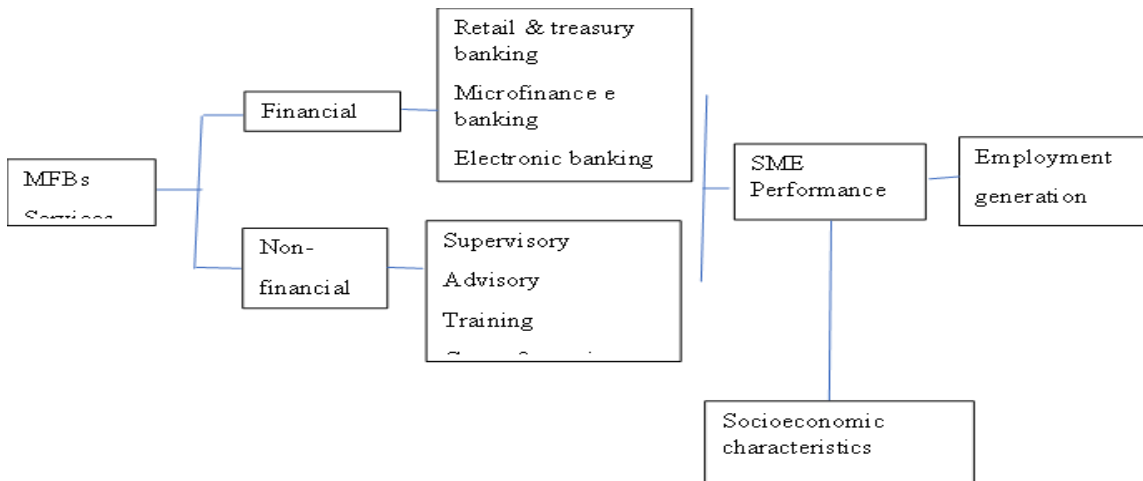 Retail & treasury
banking
Microfinance e
banking
Electronic banking
Financial
MFBs
Services
Non-
financial
Supervisory
Advisory
Training
SME
Performance
Employment
generation
Socioeconomic
characteristics